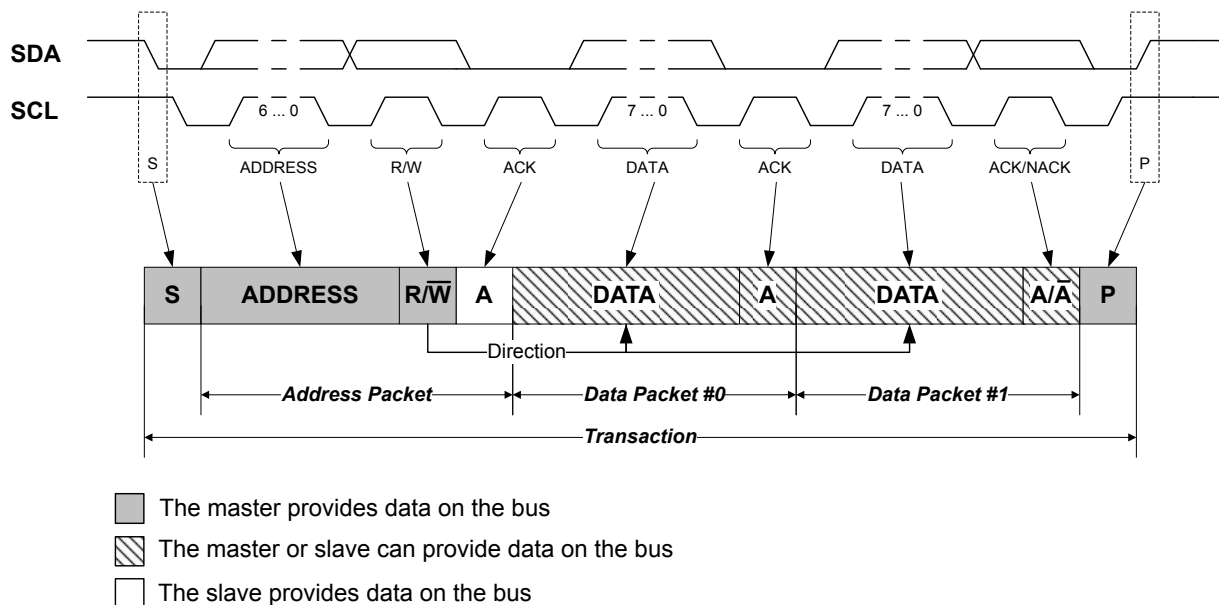 SDA
SCL
6 ... 0
7 ... 0
7 ... 0
S
ADDRESS
R/W
ACK
DATA
ACK
DATA
ACK/NACK
P
S
ADDRESS
R/W̅
A
DATA
A
DATA
A/A̅
P
Direction
Address Packet
Data Packet #0
Data Packet #1
Transaction
The master provides data on the bus
The master or slave can provide data on the bus
The slave provides data on the bus